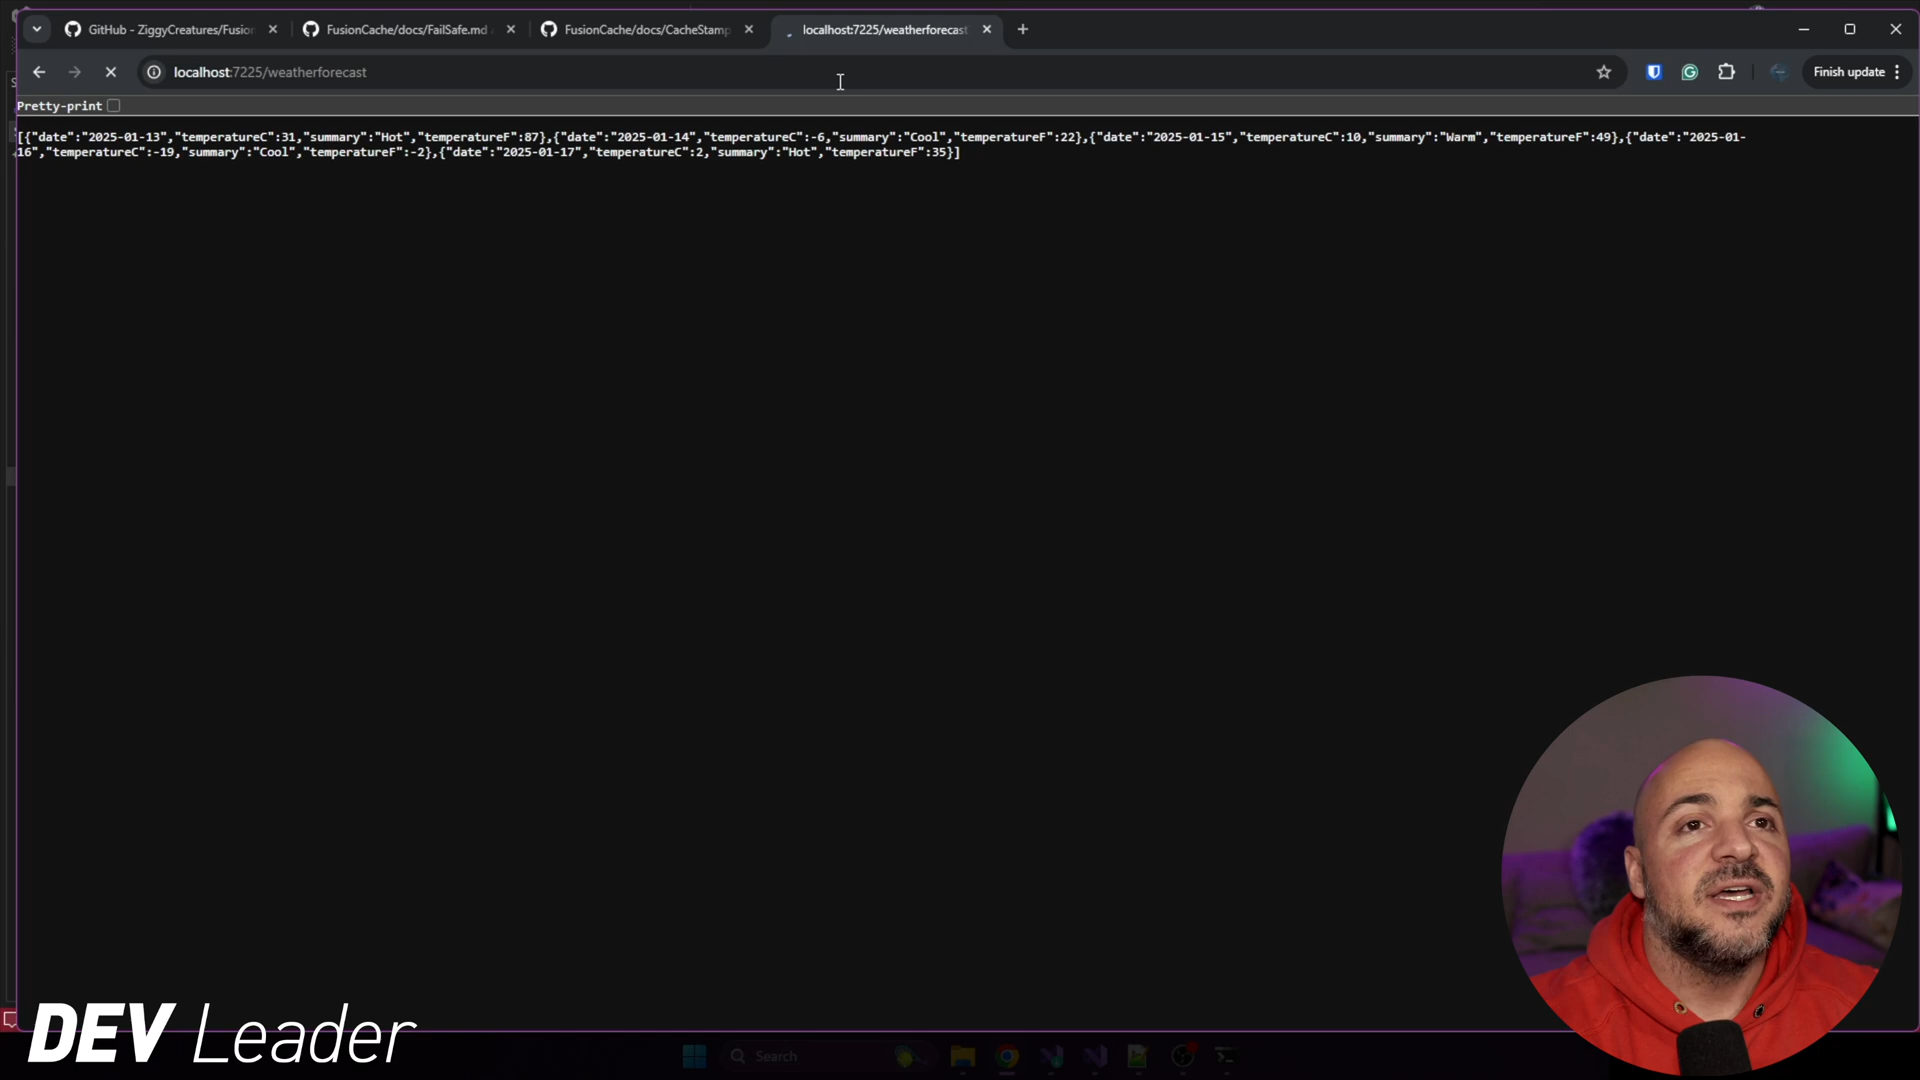 GitHub - ZiggyCreatures/Fusion
FusionCache/docs/FailSafe.md
FusionCache/docs/CacheStamp
localhost:7225/weatherforecast
localhost:7225/weatherforecast
Finish update
Pretty-print
[{"date":"2025-01-13","temperatureC":31,"summary":"Hot","temperatureF":87},{"date":"2025-01-14","temperatureC":-6,"summary":"Cool","temperatureF":22},{"date":"2025-01-15","temperatureC":10,"summary":"Warm","temperatureF":49},{"date":"2025-01-
16","temperatureC":-19,"summary":"Cool","temperatureF":-2},{"date":"2025-01-17","temperatureC":2,"summary":"Hot","temperatureF":35}]
DEV Leader
Search